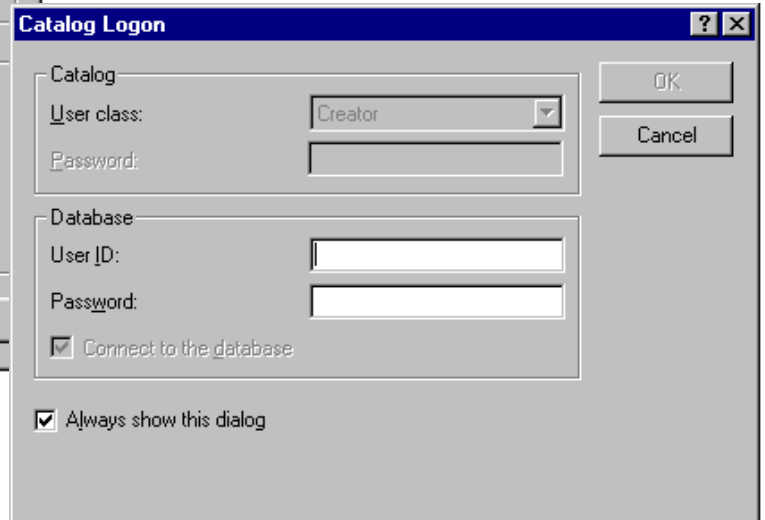 Catalog Logon
Catalog
User class: Creator
Password:
OK
Cancel
Database
User ID:
Password:
Connect to the database
Always show this dialog